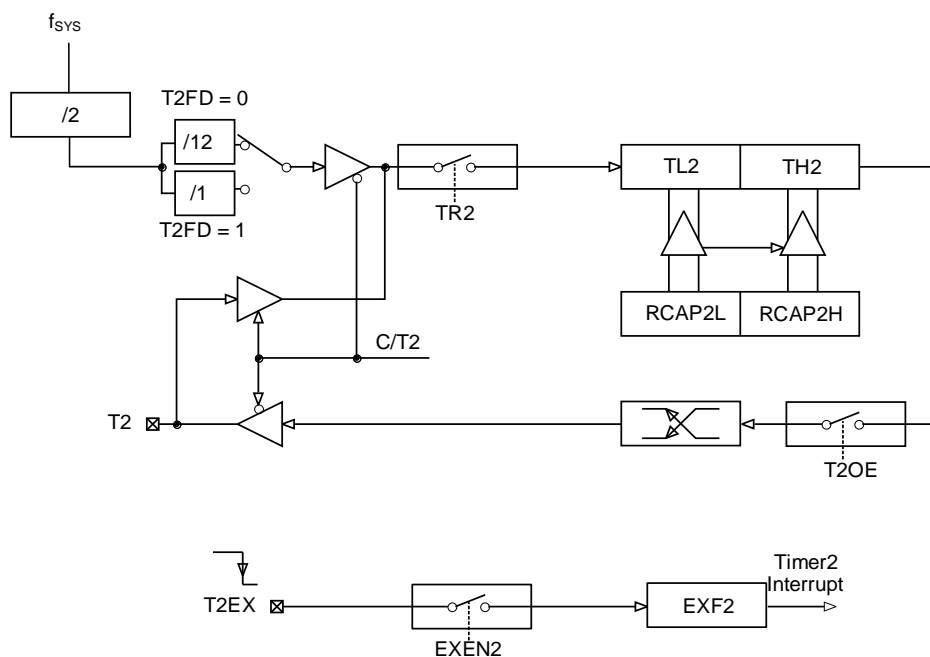 fSYS
/2
T2FD = 0
/12
/1
T2FD = 1
TR2
TL2
TH2
RCAP2L
RCAP2H
C/T2
T2
T2OE
T2EX
EXEN2
EXF2
Timer2
Interrupt